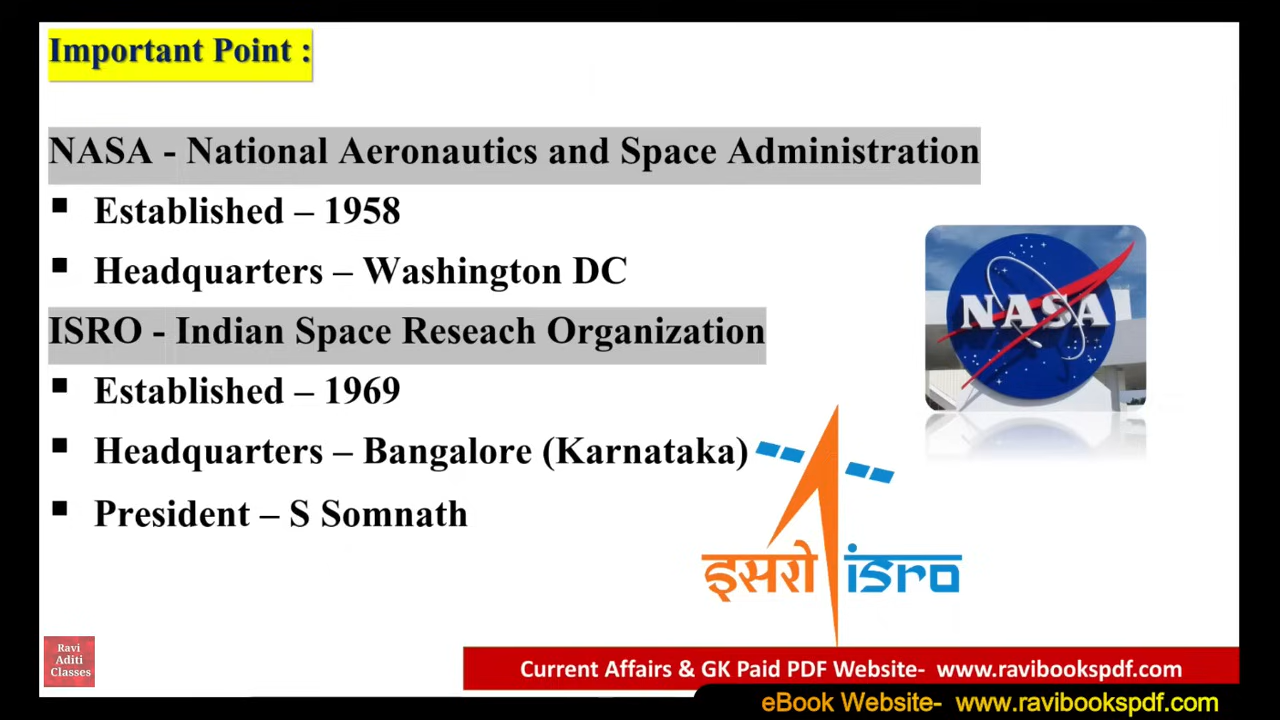 Important Point :
NASA - National Aeronautics and Space Administration
▪ Established – 1958
▪ Headquarters – Washington DC
NASA
ISRO - Indian Space Reseach Organization
▪ Established – 1969
▪ Headquarters – Bangalore (Karnataka)
▪ President – S Somnath
इसरो isro
Ravi
Aditi
Classes
Current Affairs & GK Paid PDF Website- www.ravibookspdf.com
eBook Website- www.ravibookspdf.com